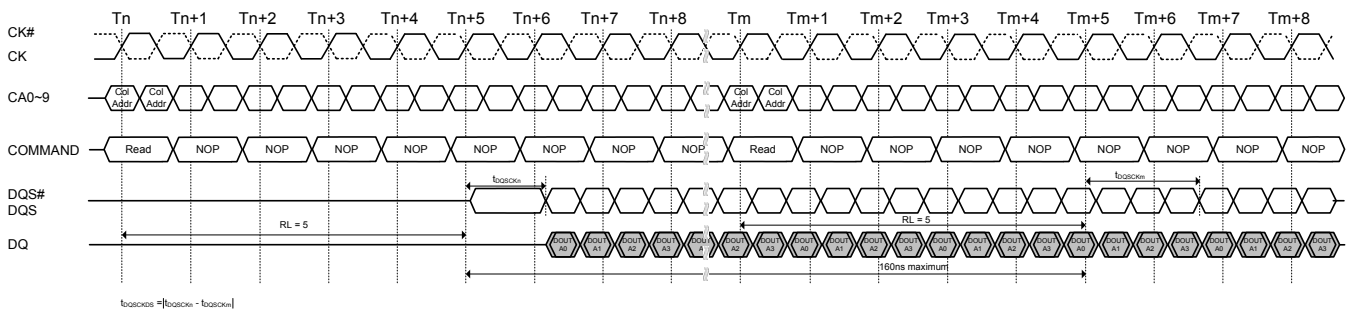 Tn Tn+1 Tn+2 Tn+3 Tn+4 Tn+5 Tn+6 Tn+7 Tn+8 Tm Tm+1 Tm+2 Tm+3 Tm+4 Tm+5 Tm+6 Tm+7 Tm+8
CK#
CK
CA0~9 Col Addr Col Addr Col Addr Col Addr
COMMAND Read NOP NOP NOP NOP NOP NOP NOP NOP Read NOP NOP NOP NOP NOP NOP NOP NOP
tDQSCKn tDQSCKm
DQS#
DQS
RL = 5 RL = 5
DQ DOUT A0 DOUT A1 DOUT A2 DOUT A3 DOUT DOUT A2 DOUT A3 DOUT A0 DOUT A1 DOUT A2 DOUT A3 DOUT A0 DOUT A1 DOUT A2 DOUT A3 DOUT A0 DOUT A1 DOUT A2 DOUT A3 DOUT A0 DOUT A1 DOUT A2 DOUT A3
160ns maximum
tDQSCKDS =|tDQSCKn - tDQSCKm|